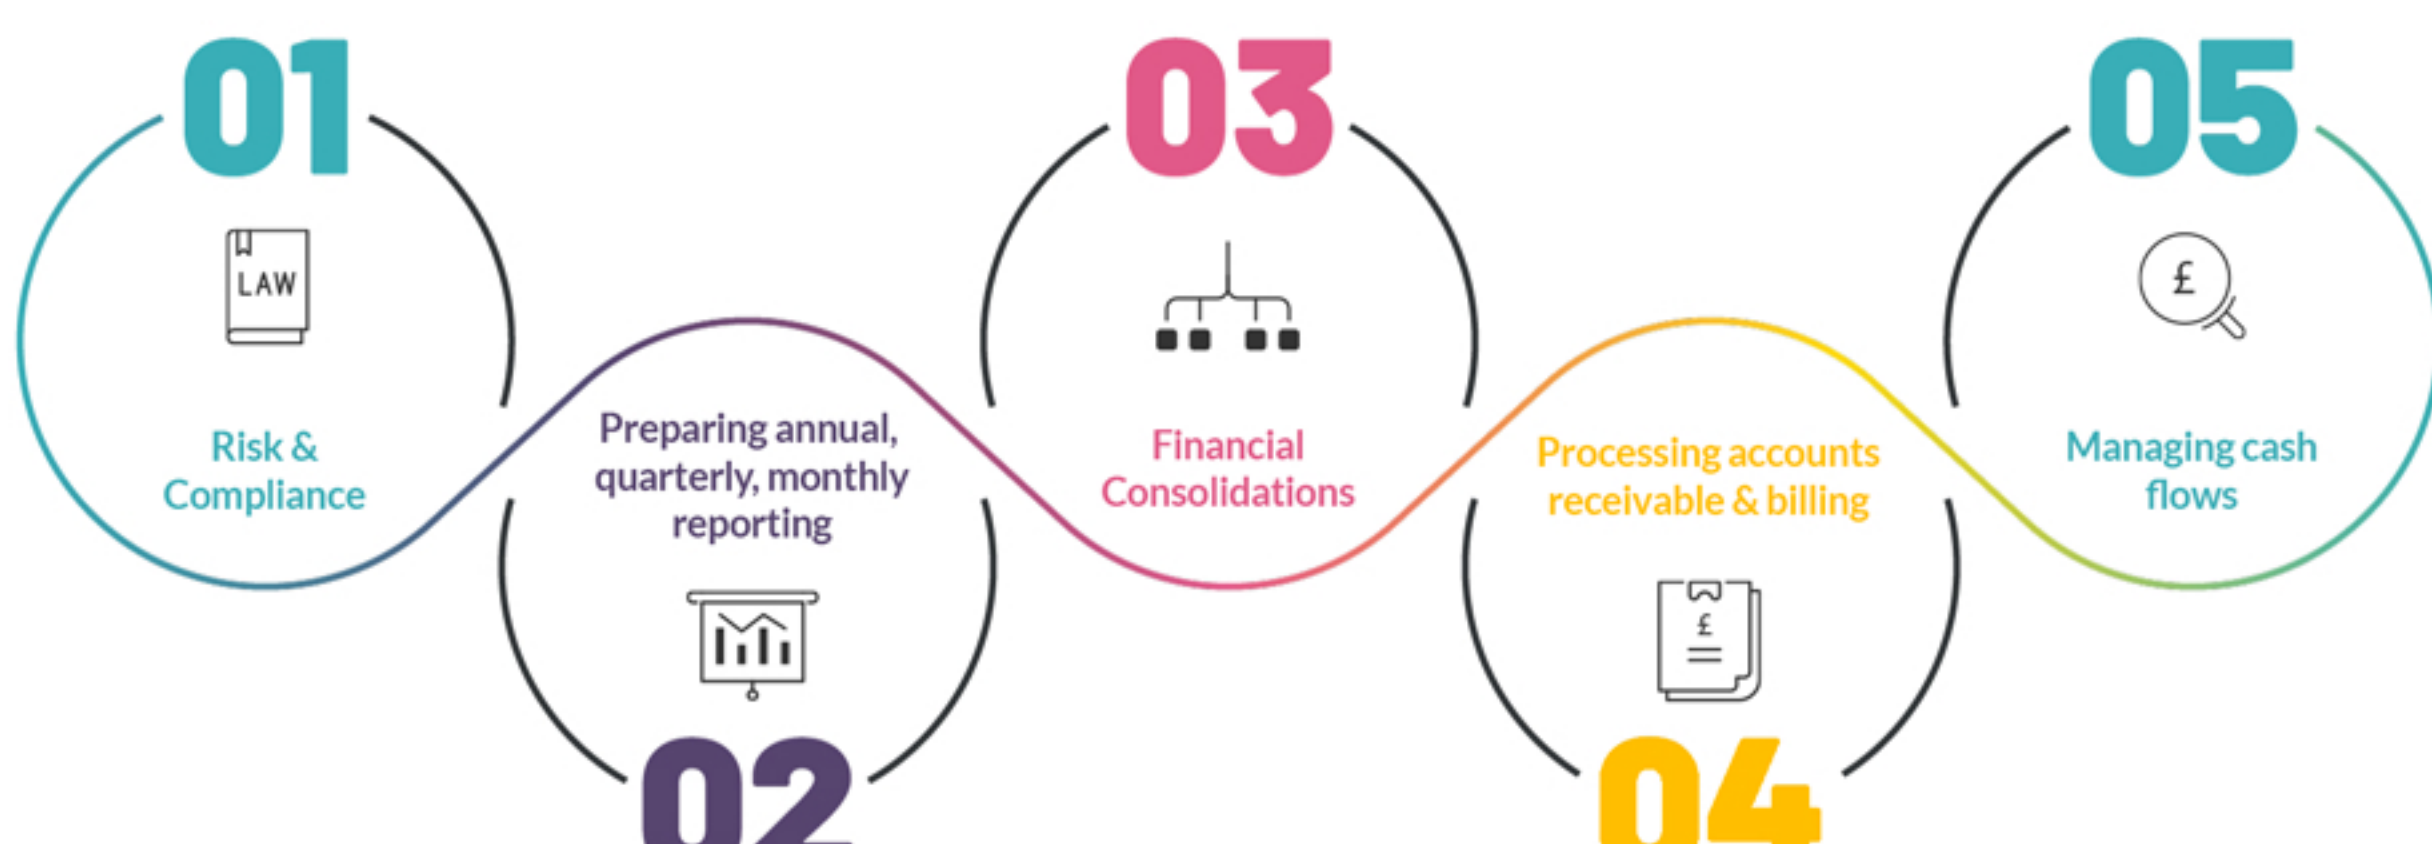 01
LAW
Risk &
Compliance
Preparing annual,
quarterly, monthly
reporting
02
03
Financial
Consolidations
Processing accounts
receivable & billing
£
04
05
£
Managing cash
flows